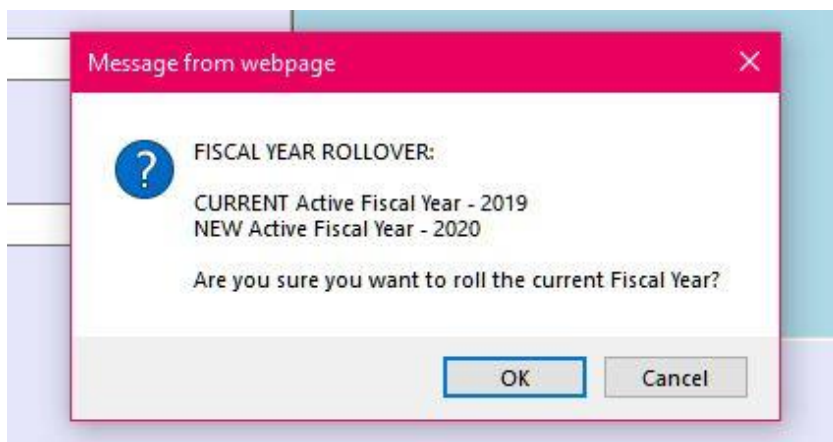 Message from webpage
FISCAL YEAR ROLLOVER:
CURRENT Active Fiscal Year - 2019
NEW Active Fiscal Year - 2020
Are you sure you want to roll the current Fiscal Year?
OK Cancel